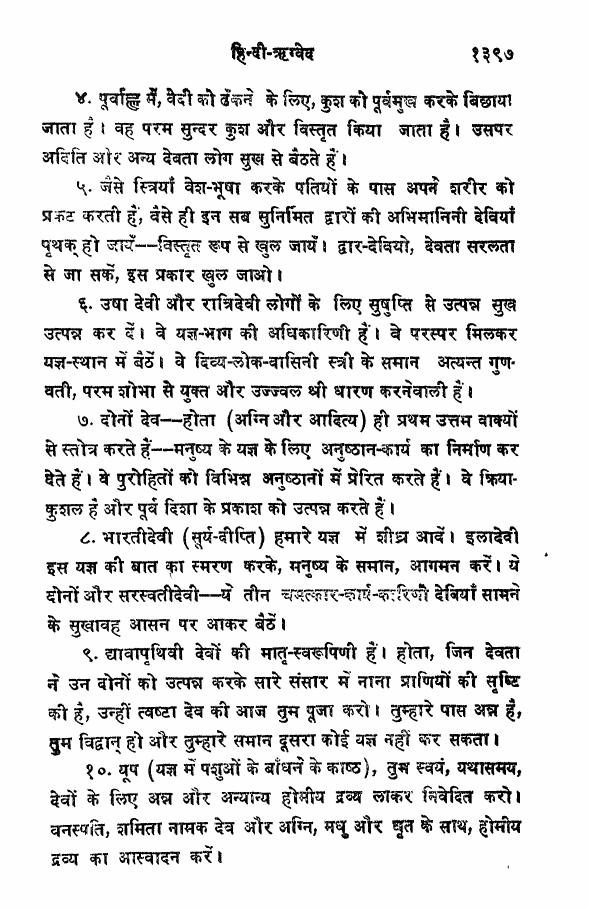 हिन्दी-ऋग्वेद १३९७
४. पूर्वाह्ण में, वेदी को ढँकने के लिए, कुश को पूर्वमुख करके बिछाया
जाता है। वह परम सुन्दर कुश और विस्तृत किया जाता है। उसपर
अदिति और अन्य देवता लोग सुख से बैठते हैं।
५. जैसे स्त्रियाँ वेश-भूषा करके पतियों के पास अपने शरीर को
प्रकट करती हैं, वैसे ही इन सब सुनिर्मित द्वारों की अभिमानिनी देवियाँ
पृथक् हो जायँ--विस्तृत रूप से खुल जायँ। द्वार-देवियो, देवता सरलता
से जा सकें, इस प्रकार खुल जाओ।
६. उषा देवी और रात्रिदेवी लोगों के लिए सुषुप्ति से उत्पन्न सुख
उत्पन्न कर दें। वे यज्ञ-भाग की अधिकारिणी हैं। वे परस्पर मिलकर
यज्ञ-स्थान में बैठें। वे दिव्य-लोक-वासिनी स्त्री के समान अत्यन्त गुण-
वती, परम शोभा से युक्त और उज्ज्वल श्री धारण करनेवाली हैं।
७. दोनों देव--होता (अग्नि और आदित्य) ही प्रथम उत्तम वाक्यों
से स्तोत्र करते हैं--मनुष्य के यज्ञ के लिए अनुष्ठान-कार्य का निर्माण कर
देते हैं। वे पुरोहितों को विभिन्न अनुष्ठानों में प्रेरित करते हैं। वे क्रिया-
कुशल हैं और पूर्व दिशा के प्रकाश को उत्पन्न करते हैं।
८. भारतीदेवी (सूर्य-दीप्ति) हमारे यज्ञ में शीघ्र आवें। इलादेवी
इस यज्ञ की बात का स्मरण करके, मनुष्य के समान, आगमन करें। ये
दोनों और सरस्वतीदेवी--ये तीन चमत्कार-कार्य-कारिणी देवियाँ सामने
के सुखावह आसन पर आकर बैठें।
९. द्यावापृथिवी देवों की मातृ-स्वरूपिणी हैं। होता, जिन देवता
ने उन दोनों को उत्पन्न करके सारे संसार में नाना प्राणियों की सृष्टि
की है, उन्हीं त्वष्टा देव की आज तुम पूजा करो। तुम्हारे पास अन्न है,
तुम विद्वान् हो और तुम्हारे समान दूसरा कोई यज्ञ नहीं कर सकता।
१०. यूप (यज्ञ में पशुओं के बाँधने के काष्ठ), तुम स्वयं, यथासमय,
देवों के लिए अन्न और अन्यान्य होमीय द्रव्य लाकर निवेदित करो।
वनस्पति, शमिता नामक देव और अग्नि, मधु और घृत के साथ, होमीय
द्रव्य का आस्वादन करें।